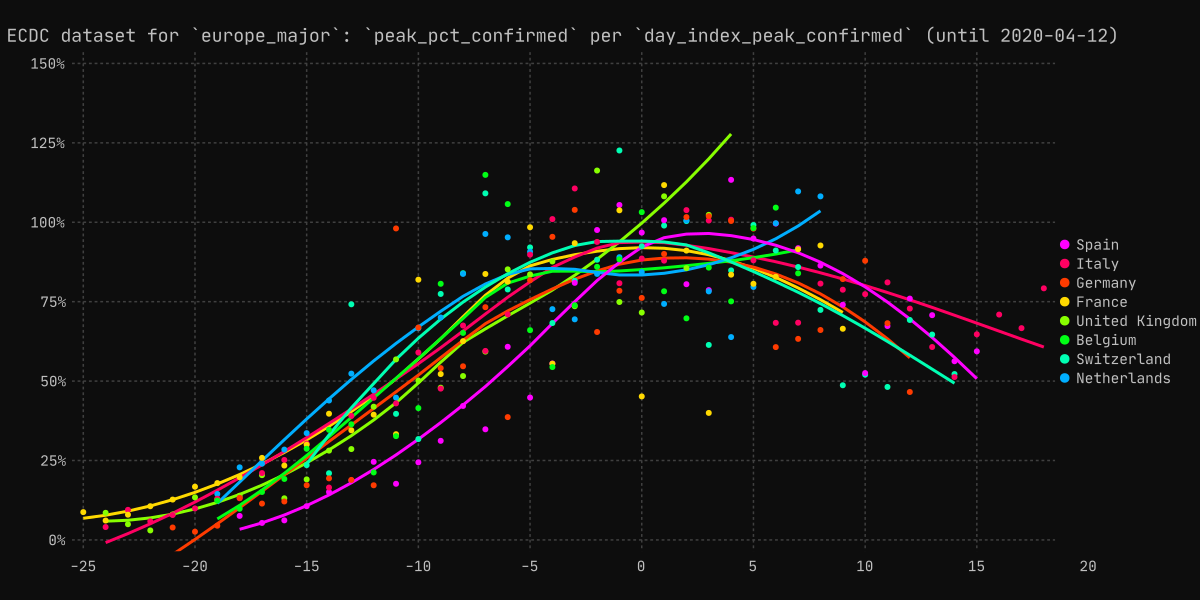 ECDC dataset for `europe_major`: `peak_pct_confirmed` per `day_index_peak_confirmed` (until 2020-04-12)
150%
125%
100%
75%
50%
25%
0%
-25 -20 -15 -10 -5 0 5 10 15 20
Spain
Italy
Germany
France
United Kingdom
Belgium
Switzerland
Netherlands